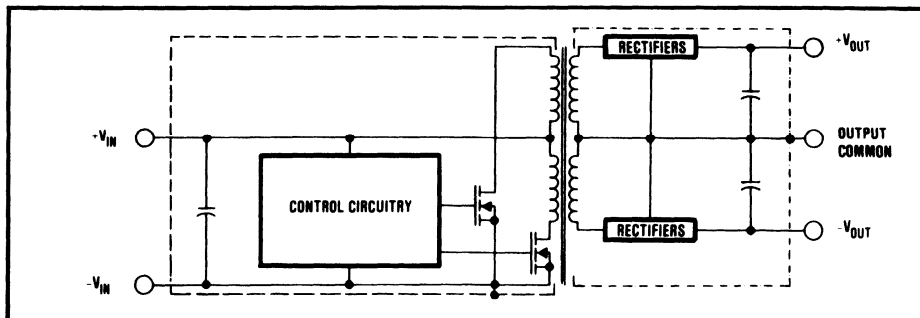 RECTIFIERS
+VOUT
+VIN
OUTPUT
COMMON
CONTROL CIRCUITRY
RECTIFIERS
-VOUT
-VIN